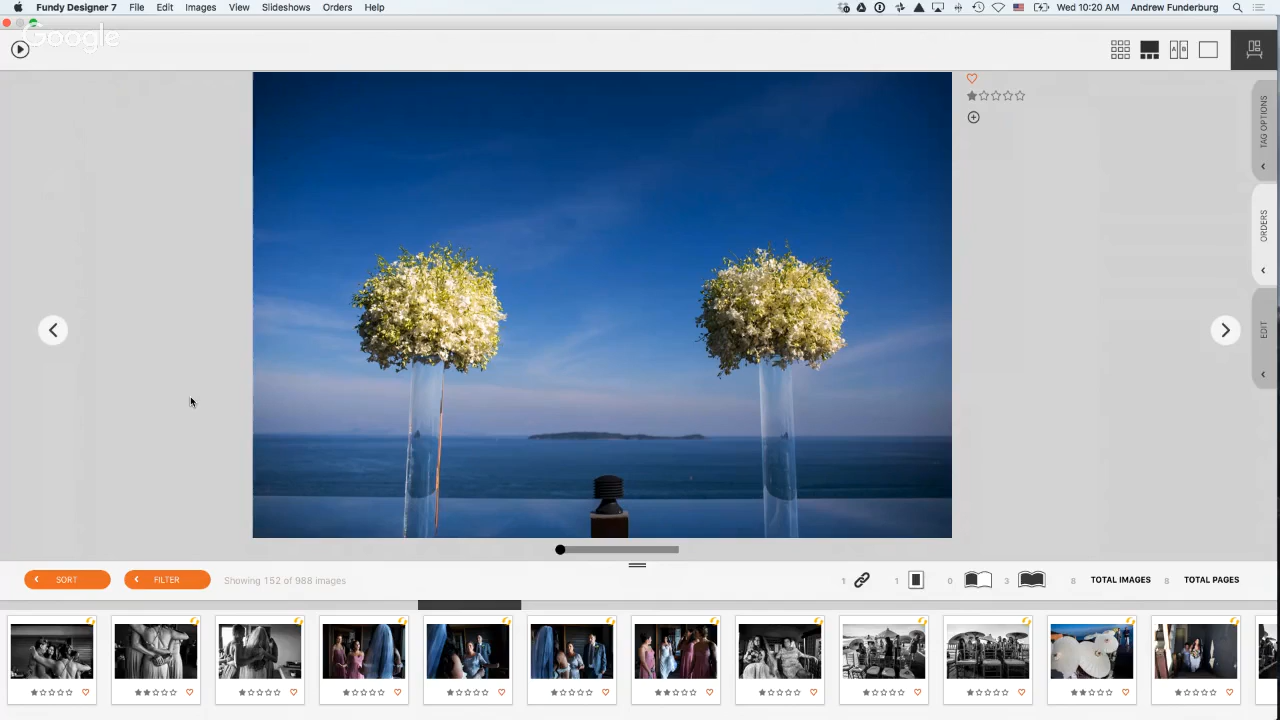 Fundy Designer 7 File Edit Images View Slideshows Orders Help Wed 10:20 AM Andrew Funderburg
Google
A B
TAG OPTIONS
ORDERS
EDIT
SORT FILTER Showing 152 of 988 images 1 1 0 3 8 TOTAL IMAGES 8 TOTAL PAGES